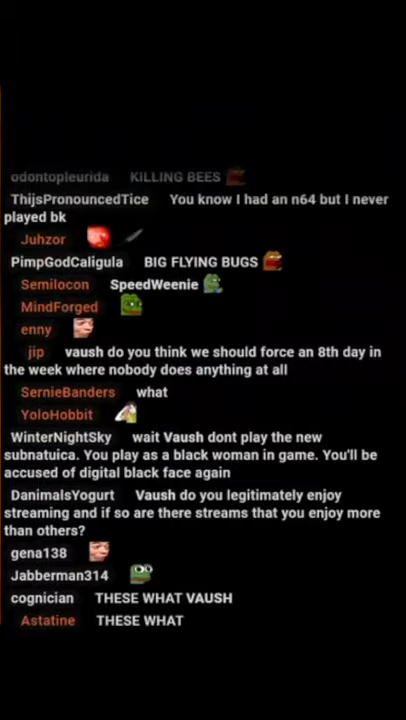 odontopleurida KILLING BEES
ThijsPronouncedTice You know I had an n64 but I never
played bk
Juhzor
PimpGodCaligula BIG FLYING BUGS
Semilocon SpeedWeenie
MindForged
enny
jip vaush do you think we should force an 8th day in
the week where nobody does anything at all
SernieBanders what
YoloHobbit
WinterNightSky wait Vaush dont play the new
subnatuica. You play as a black woman in game. You'll be
accused of digital black face again
DanimalsYogurt Vaush do you legitimately enjoy
streaming and if so are there streams that you enjoy more
than others?
gena138
Jabberman314
cognician THESE WHAT VAUSH
Astatine THESE WHAT